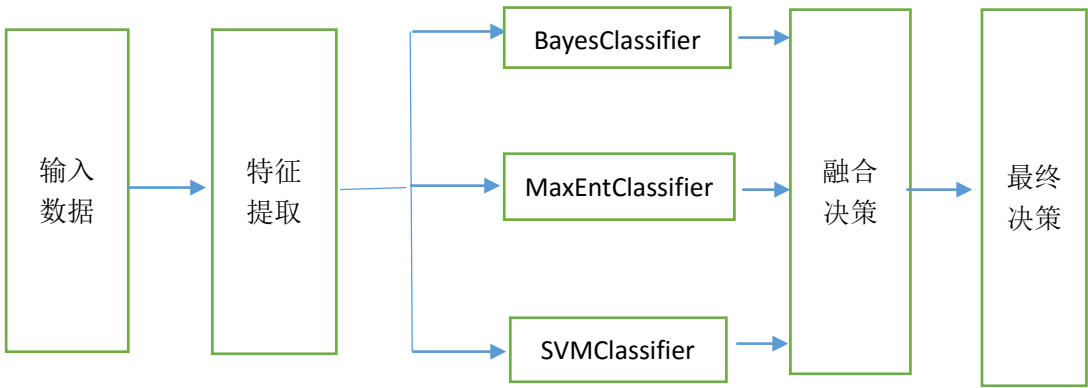 输入
数据
特征
提取
BayesClassifier
MaxEntClassifier
SVMClassifier
融合
决策
最终
决策